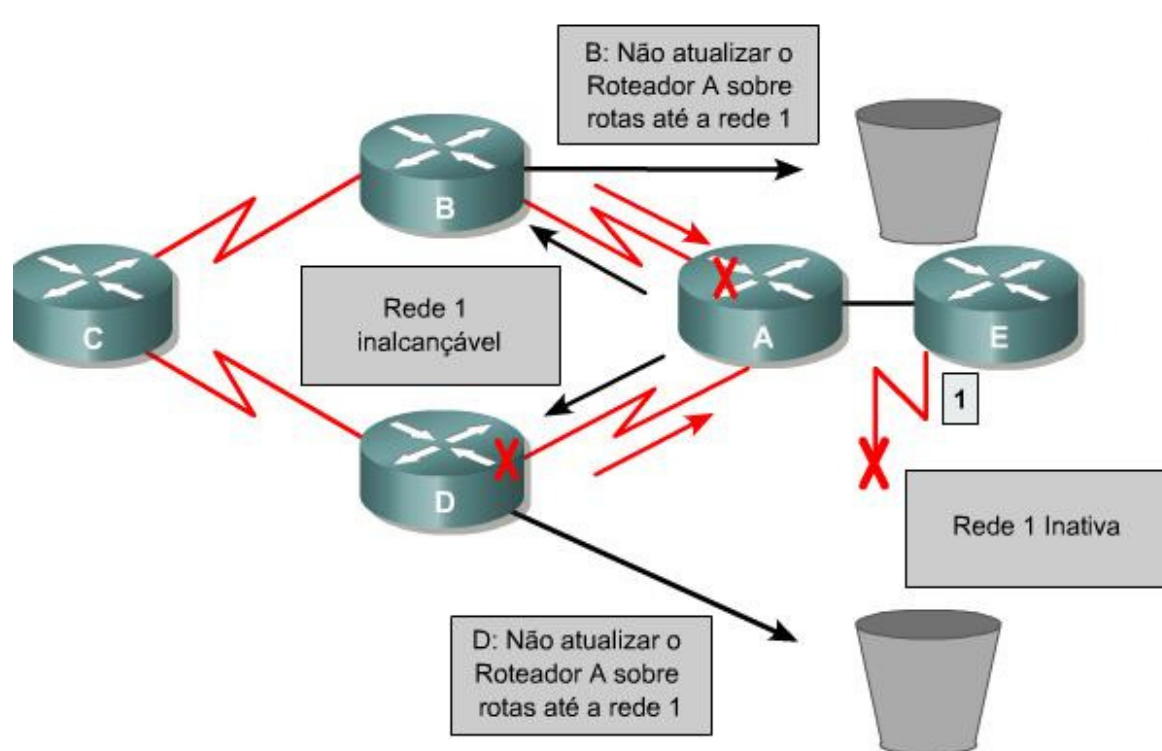 B: Não atualizar o
Roteador A sobre
rotas até a rede 1
B
Rede 1
inalcançável
C
A
E
1
D
Rede 1 Inativa
D: Não atualizar o
Roteador A sobre
rotas até a rede 1